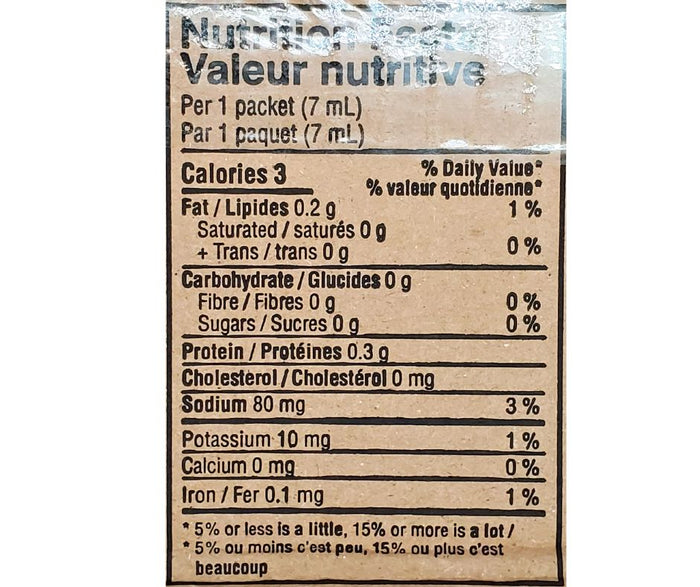 Nutrition Facts
Valeur nutritive
Per 1 packet (7 mL)
Par 1 paquet (7 mL)
Calories 3
% Daily Value*
% valeur quotidienne*
Fat / Lipides 0.2 g 1 %
Saturated / saturés 0 g
+ Trans / trans 0 g 0 %
Carbohydrate / Glucides 0 g
Fibre / Fibres 0 g 0 %
Sugars / Sucres 0 g 0 %
Protein / Protéines 0.3 g
Cholesterol / Cholestérol 0 mg
Sodium 80 mg 3 %
Potassium 10 mg 1 %
Calcium 0 mg 0 %
Iron / Fer 0.1 mg 1 %
* 5% or less is a little, 15% or more is a lot /
* 5% ou moins c'est peu, 15% ou plus c'est
beaucoup